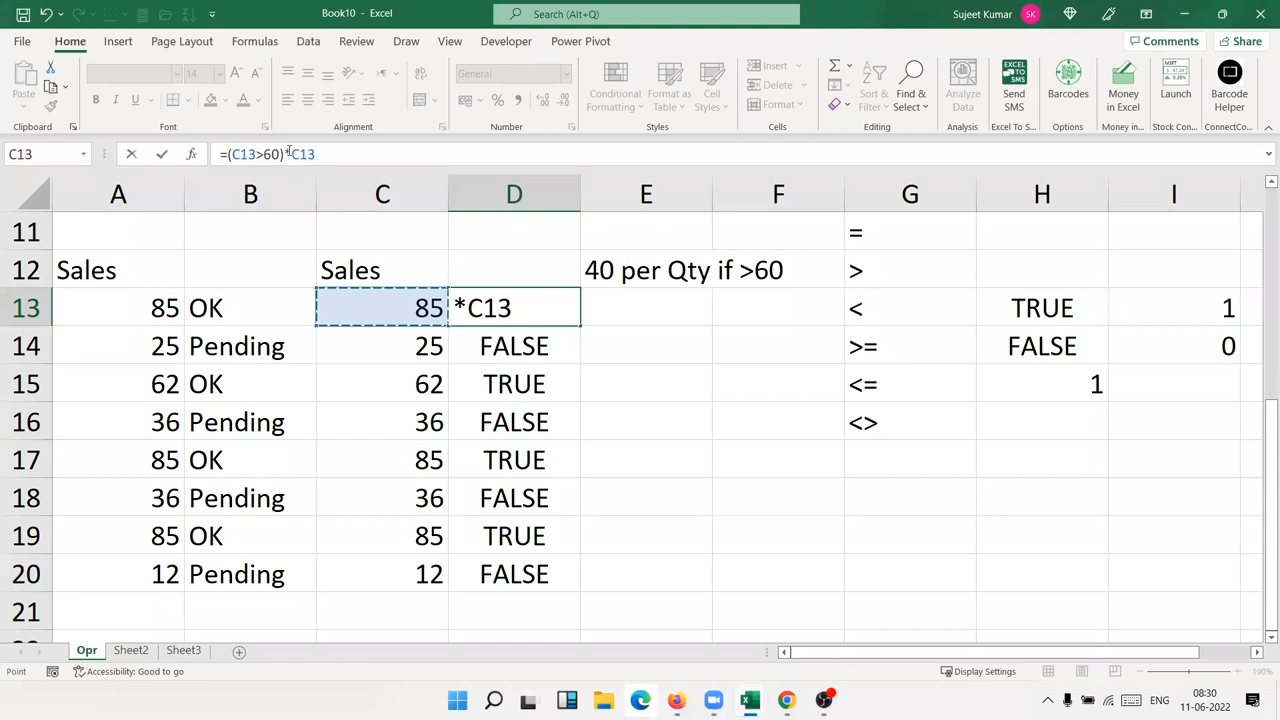 Book10 - Excel
Search (Alt+Q)
Sujeet Kumar
SK
File
Home
Insert
Page Layout
Formulas
Data
Review
View
Developer
Power Pivot
Comments
Share
Paste
14
General
Conditional Formatting
Format as Table
Cell Styles
Insert
Delete
Format
Sort & Filter
Find & Select
Analyze Data
Send SMS
Barcodes
Money in Excel
Launch
Barcode Helper
Clipboard
Font
Alignment
Number
Styles
Cells
Editing
Analysis
Excel To S...
Options
Money
Stock Con...
ConnectCo...
C13
fx
=(C13>60)*C13
A B C D E F G H I
11 =
12 Sales Sales 40 per Qty if >60 >
13 85 OK 85 *C13 < TRUE 1
14 25 Pending 25 FALSE >= FALSE 0
15 62 OK 62 TRUE <= 1
16 36 Pending 36 FALSE <>
17 85 OK 85 TRUE
18 36 Pending 36 FALSE
19 85 OK 85 TRUE
20 12 Pending 12 FALSE
21
Opr
Sheet2
Sheet3
Point
Accessibility: Good to go
Display Settings
190%
ENG
08:30
11-06-2022